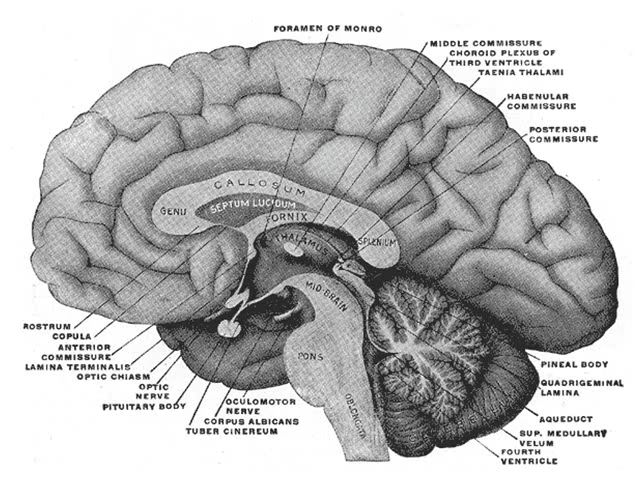 FORAMEN OF MONRO
MIDDLE COMMISSURE
CHOROID PLEXUS OF
THIRD VENTRICLE
TAENIA THALAMI
HABENULAR
COMMISSURE
POSTERIOR
COMMISSURE
CALLOSUM
SEPTUM LUCIDUM
GENU
FORNIX
THALAMUS
SPLENIUM
MID-BRAIN
PONS
OBLONGATA
ROSTRUM
COPULA
ANTERIOR
COMMISSURE
LAMINA TERMINALIS
OPTIC CHIASM
OPTIC
NERVE
PITUITARY BODY
OCULOMOTOR
NERVE
CORPUS ALBICANS
TUBER CINEREUM
PINEAL BODY
QUADRIGEMINAL
LAMINA
AQUEDUCT
SUP. MEDULLARY
VELUM
FOURTH
VENTRICLE